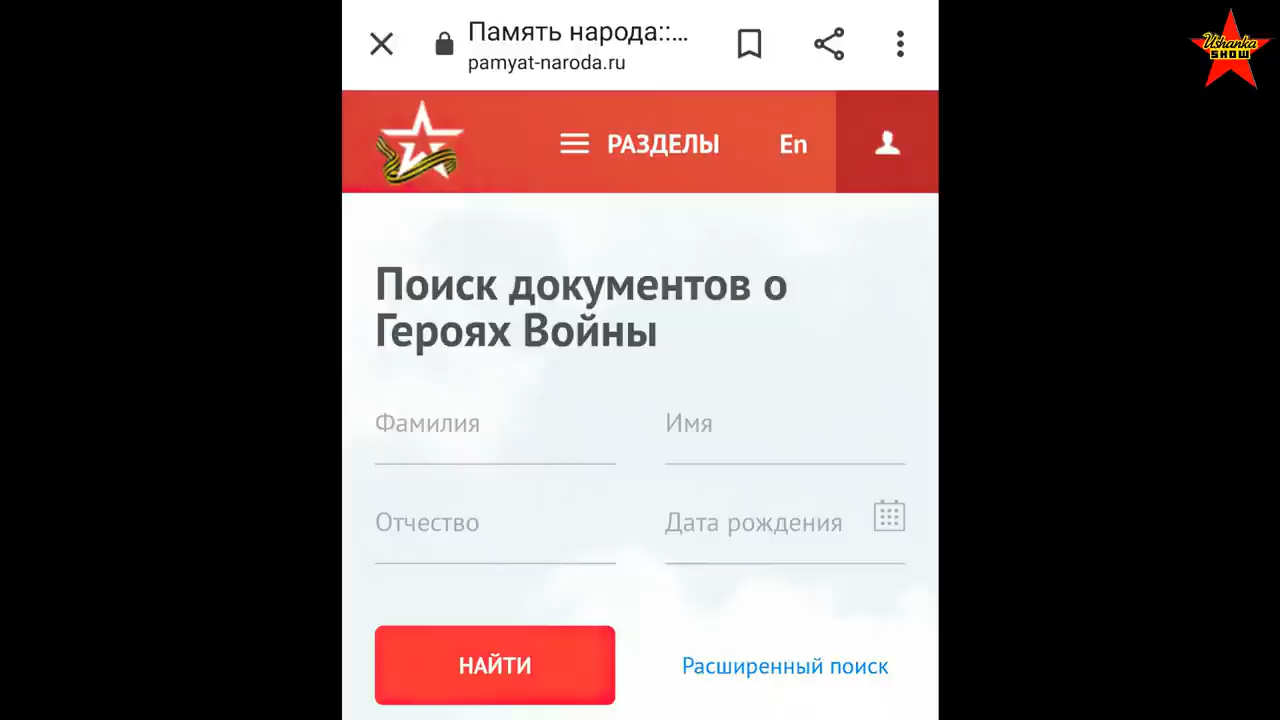 Память народа::...
pamyat-naroda.ru
Ushanka
SHOW
РАЗДЕЛЫ
En
Поиск документов о
Героях Войны
Фамилия
Имя
Отчество
Дата рождения
НАЙТИ
Расширенный поиск